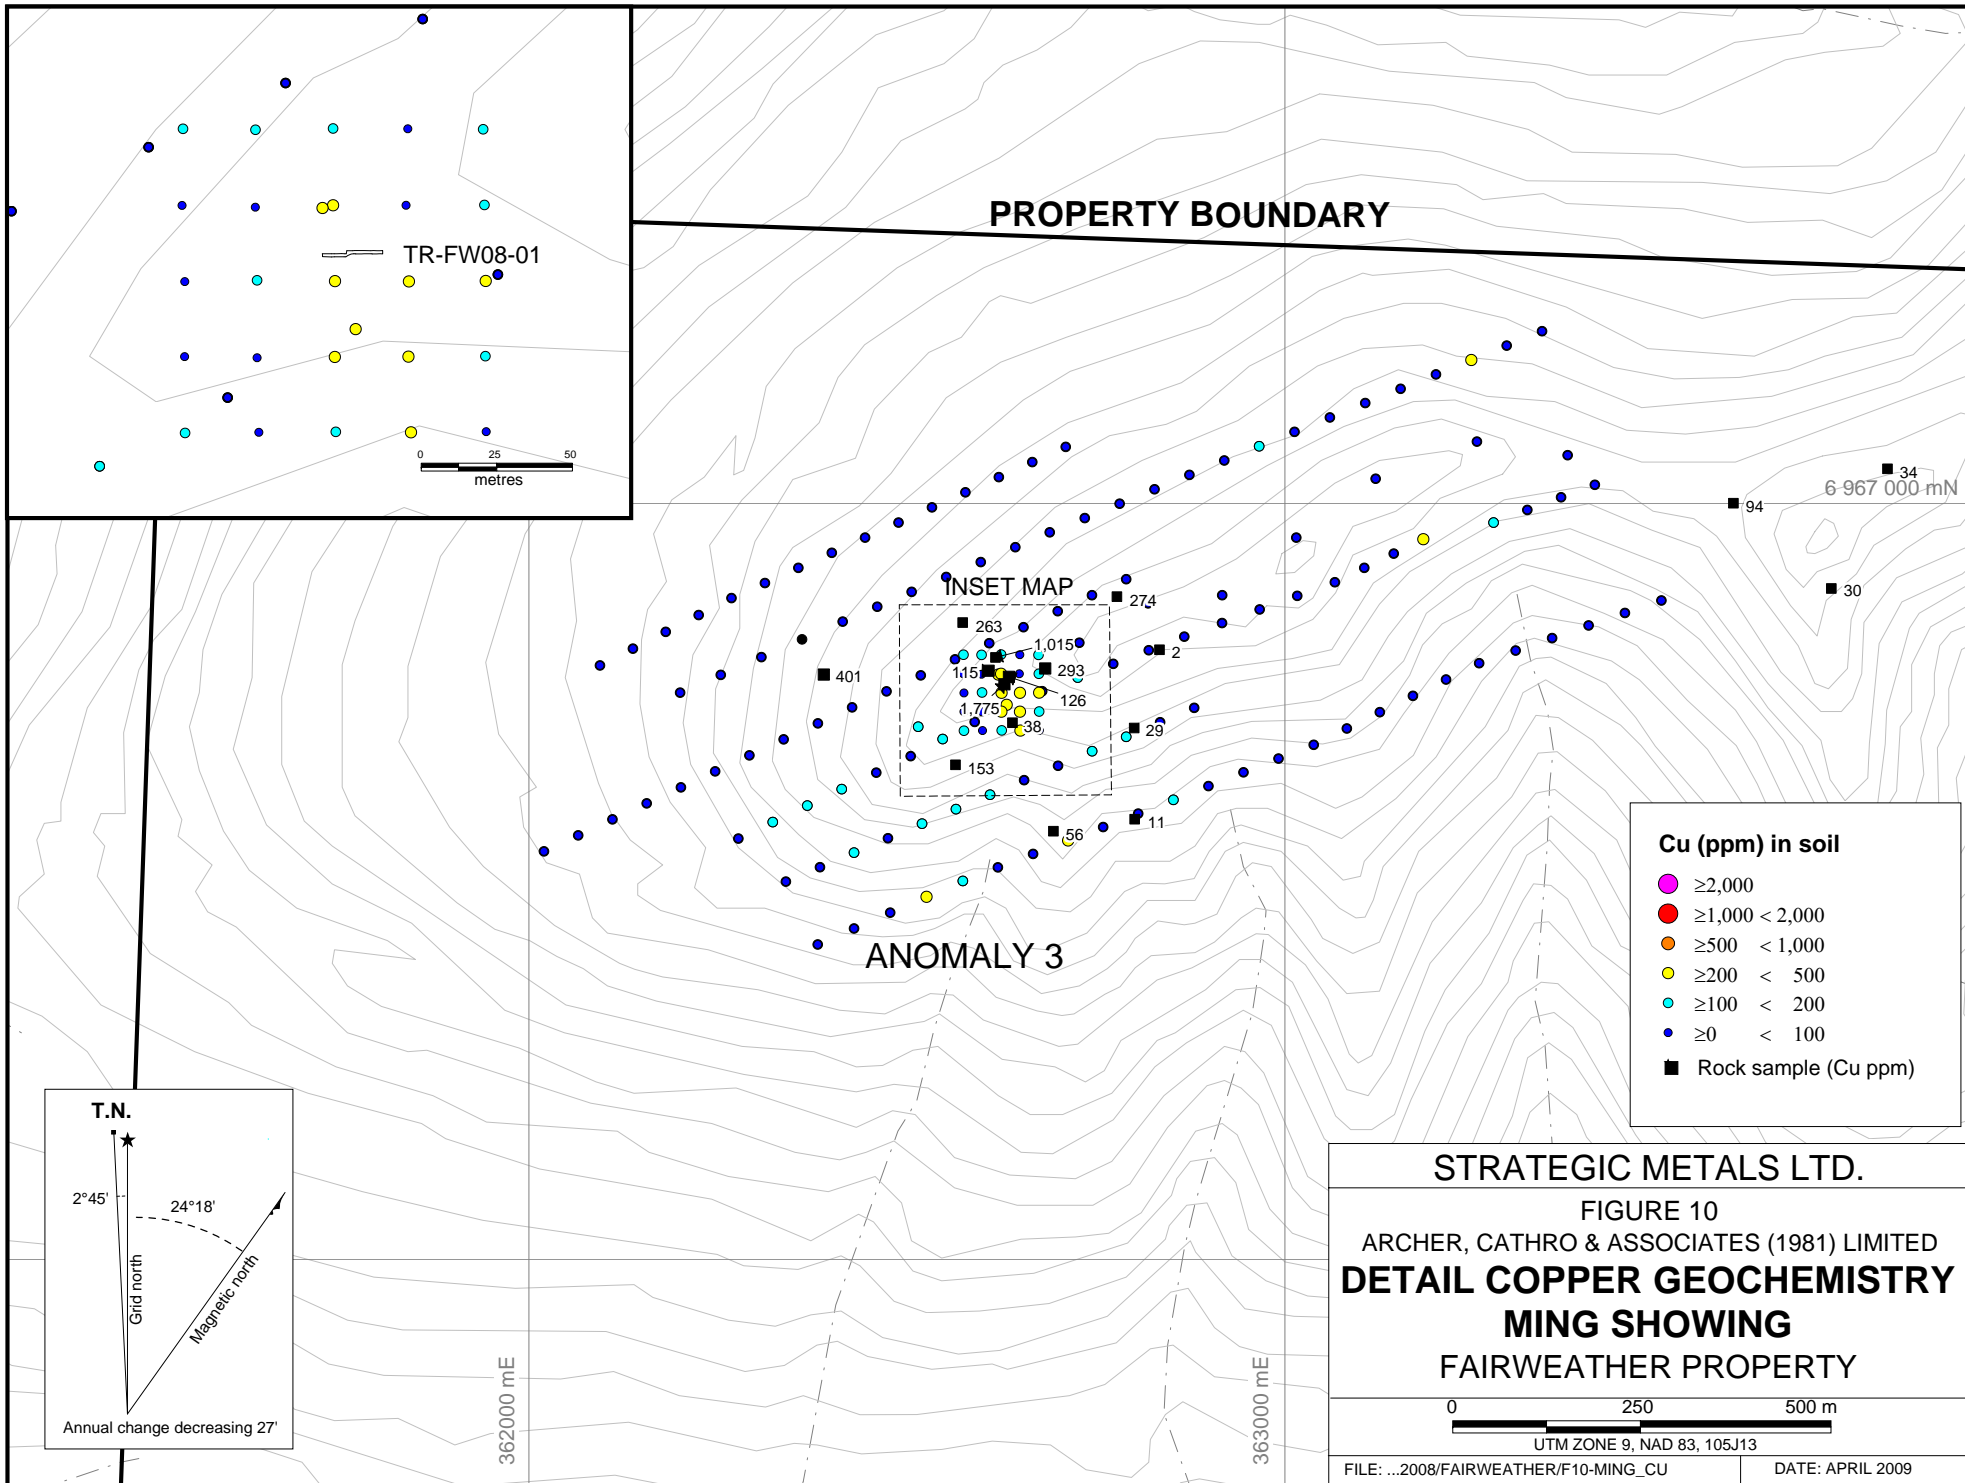 TR-FW08-01
0 25 50
metres
PROPERTY BOUNDARY
6 967 000 mN
34
94
30
INSET MAP
274
263
1,015
2
115
293
401
126
1,775
38
29
153
56
11
ANOMALY 3
Cu (ppm) in soil
≥2,000
≥1,000 < 2,000
≥500 < 1,000
≥200 < 500
≥100 < 200
≥0 < 100
Rock sample (Cu ppm)
T.N.
2°45'
24°18'
Grid north
Magnetic north
Annual change decreasing 27'
362000 mE
363000 mE
STRATEGIC METALS LTD.
FIGURE 10
ARCHER, CATHRO & ASSOCIATES (1981) LIMITED
DETAIL COPPER GEOCHEMISTRY
MING SHOWING
FAIRWEATHER PROPERTY
0 250 500 m
UTM ZONE 9, NAD 83, 105J13
FILE: ...2008/FAIRWEATHER/F10-MING_CU
DATE: APRIL 2009